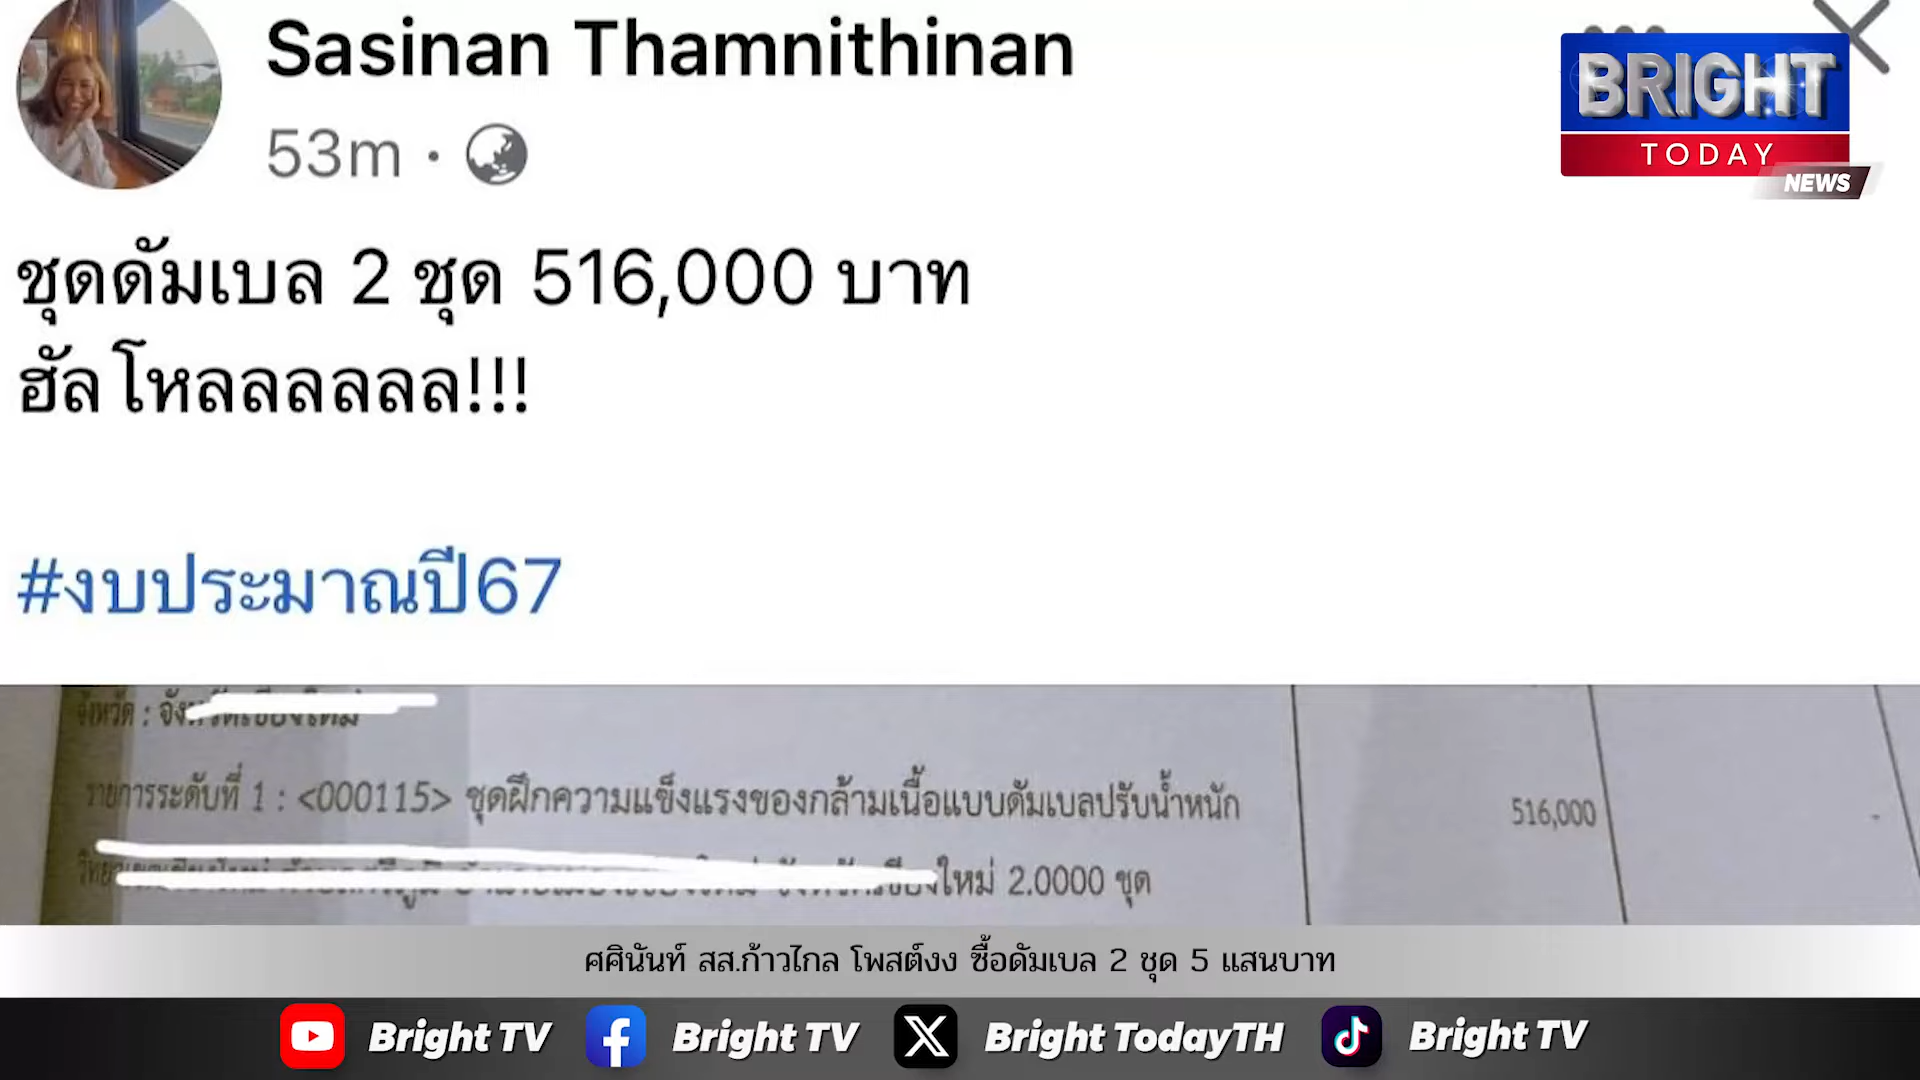 Sasinan Thamnithinan
53m
BRIGHT
TODAY
NEWS
ชุดดัมเบล 2 ชุด 516,000 บาท
ฮัลโหลลลลลล!!!
#งบประมาณปี67
จังหวัด :
รายการระดับที่ 1 : <000115> ชุดฝึกความแข็งแรงของกล้ามเนื้อแบบดัมเบลปรับน้ำหนัก 516,000 -
ใหม่ 2.0000 ชุด
ศศินันท์ สส.ก้าวไกล โพสต์งง ซื้อดัมเบล 2 ชุด 5 แสนบาท
Bright TV Bright TV Bright TodayTH Bright TV